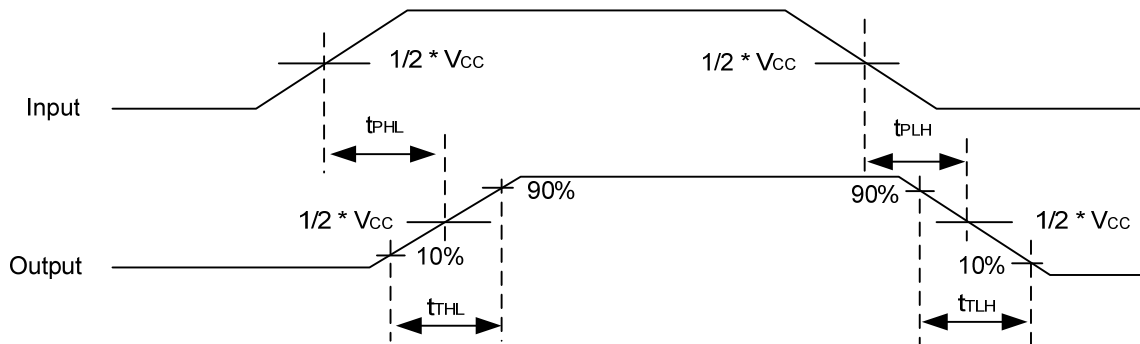 1/2 * VCC
1/2 * VCC
Input
tPHL
tPLH
90%
90%
1/2 * VCC
1/2 * VCC
10%
10%
Output
tTHL
tTLH